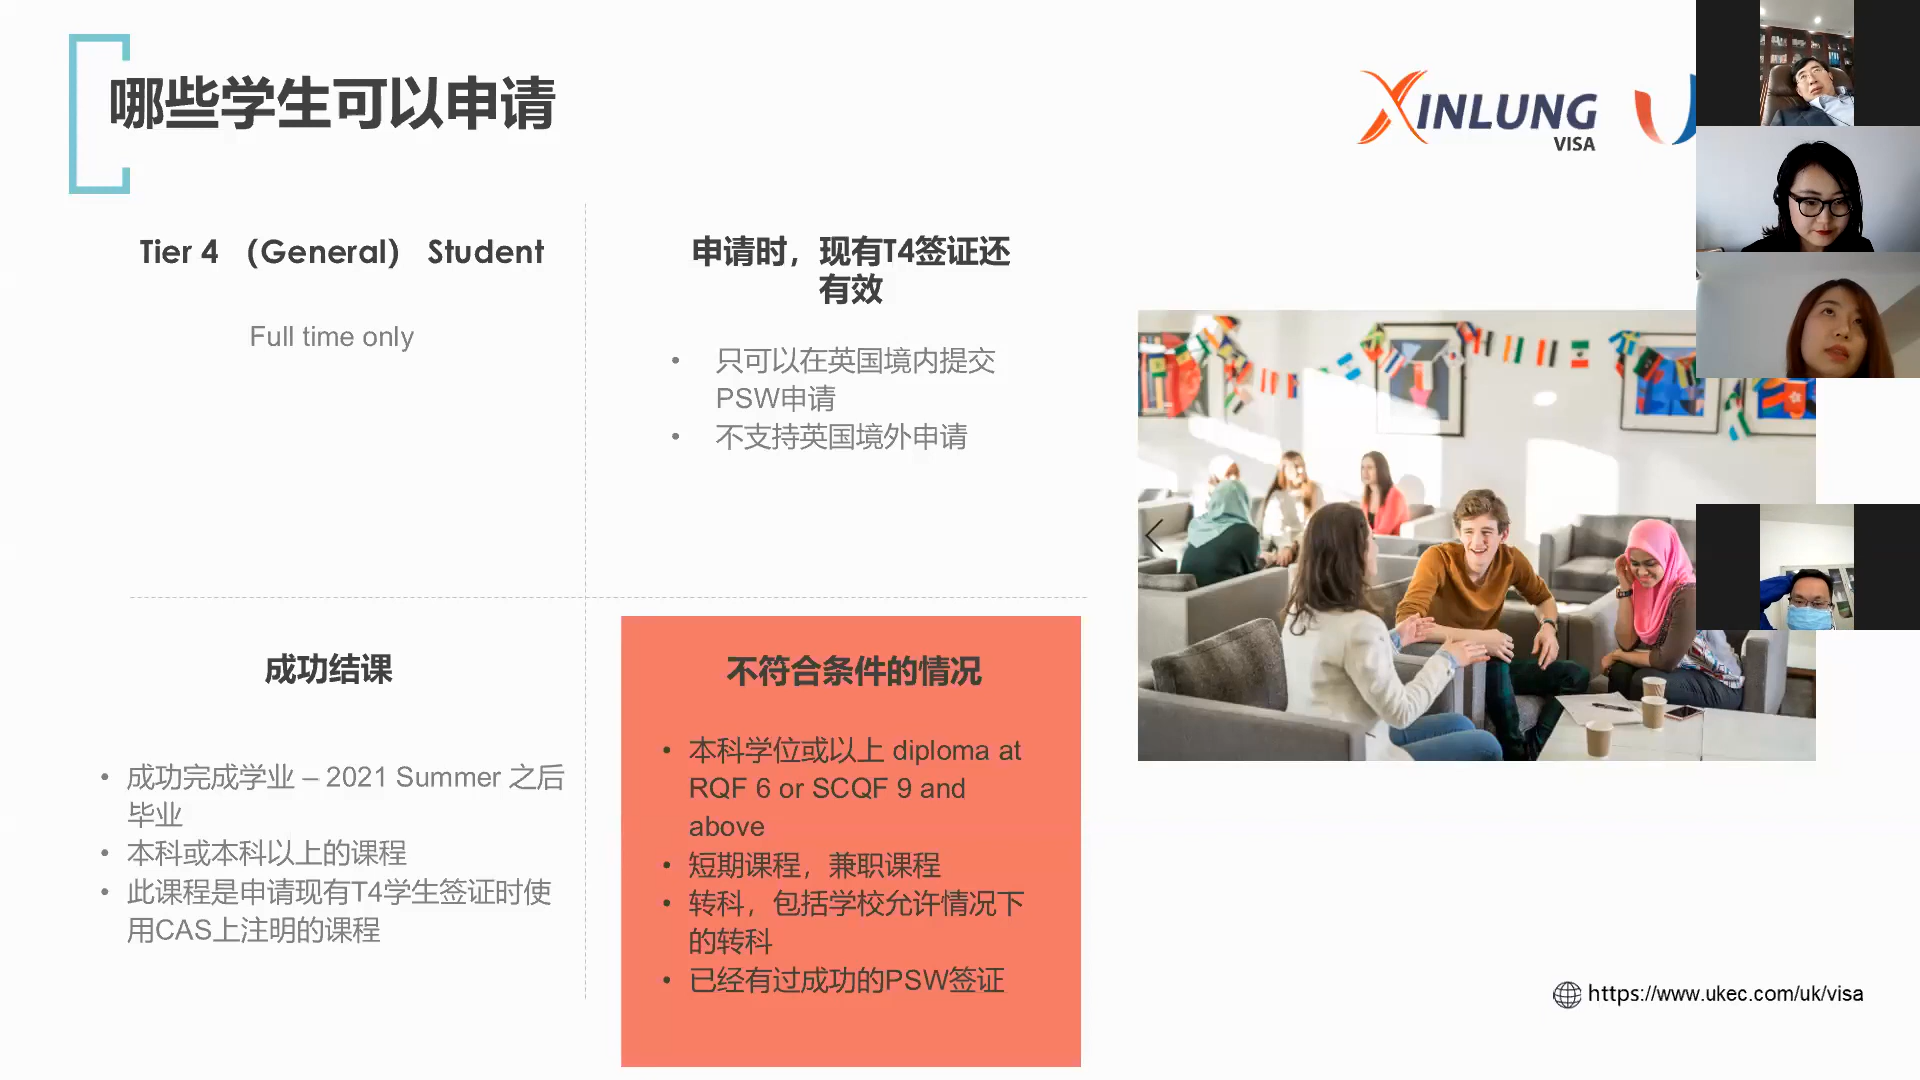 哪些学生可以申请
XINLUNG
VISA
Tier 4 (General) Student
Full time only
申请时，现有T4签证还
有效
• 只可以在英国境内提交
PSW申请
• 不支持英国境外申请
成功结课
• 成功完成学业 – 2021 Summer 之后
毕业
• 本科或本科以上的课程
• 此课程是申请现有T4学生签证时使
用CAS上注明的课程
不符合条件的情况
• 本科学位或以上 diploma at
RQF 6 or SCQF 9 and
above
• 短期课程，兼职课程
• 转科，包括学校允许情况下
的转科
• 已经有过成功的PSW签证
https://www.ukec.com/uk/visa